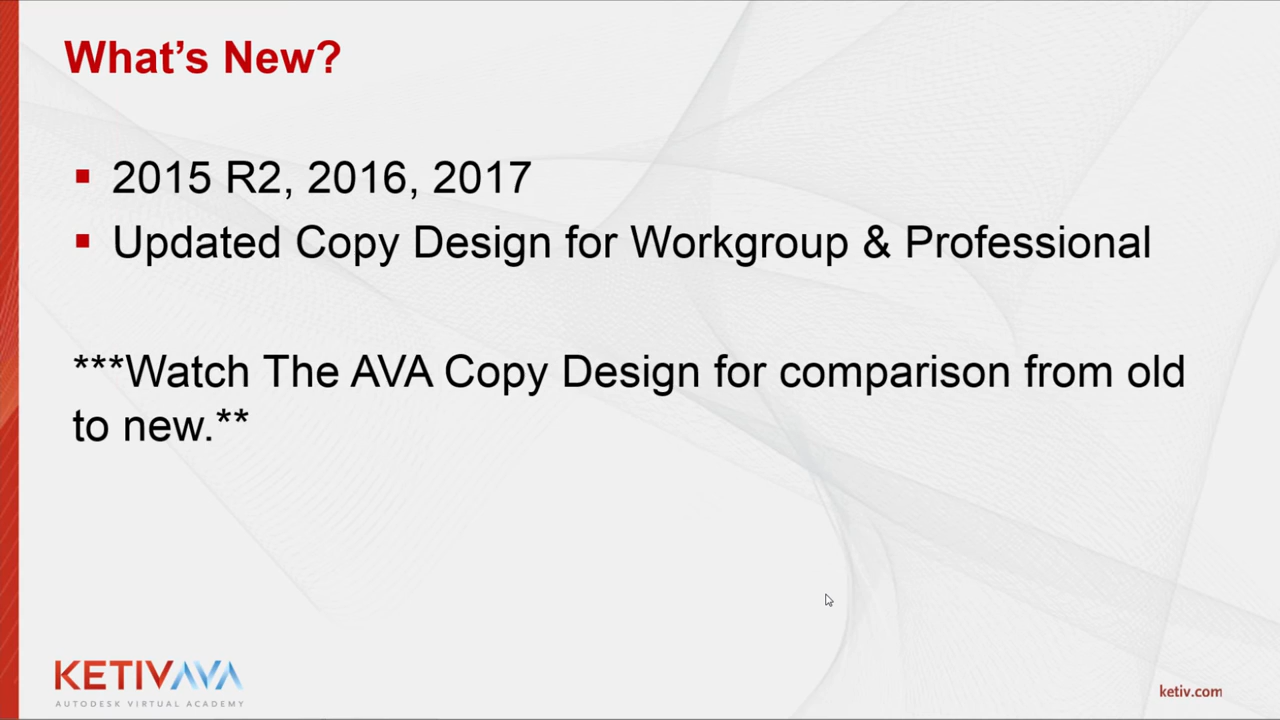 What's New?
▪ 2015 R2, 2016, 2017
▪ Updated Copy Design for Workgroup & Professional
***Watch The AVA Copy Design for comparison from old
to new.**
KETIVAVA
AUTODESK VIRTUAL ACADEMY
ketiv.com